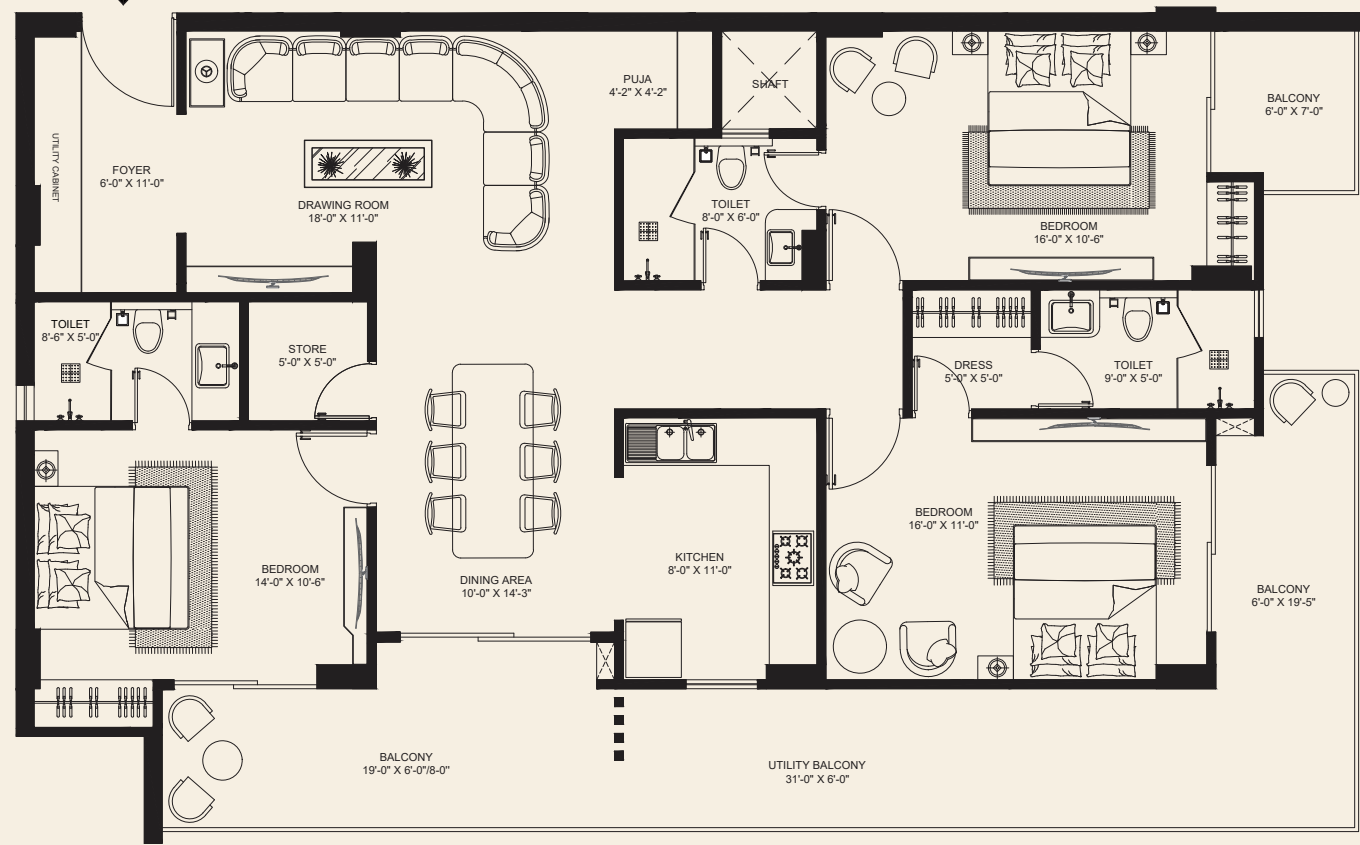 PUJA
4'-2" X 4'-2"
SHAFT
BALCONY
6'-0" X 7'-0"
UTILITY CABINET
FOYER
6'-0" X 11'-0"
DRAWING ROOM
18'-0" X 11'-0"
TOILET
8'-0" X 6'-0"
BEDROOM
16'-0" X 10'-6"
TOILET
8'-6" X 5'-0"
STORE
5'-0" X 5'-0"
DRESS
5'-0" X 5'-0"
TOILET
9'-0" X 5'-0"
BEDROOM
16'-0" X 11'-0"
BEDROOM
14'-0" X 10'-6"
DINING AREA
10'-0" X 14'-3"
KITCHEN
8'-0" X 11'-0"
BALCONY
6'-0" X 19'-5"
BALCONY
19'-0" X 6'-0"/8-0"
UTILITY BALCONY
31'-0" X 6'-0"